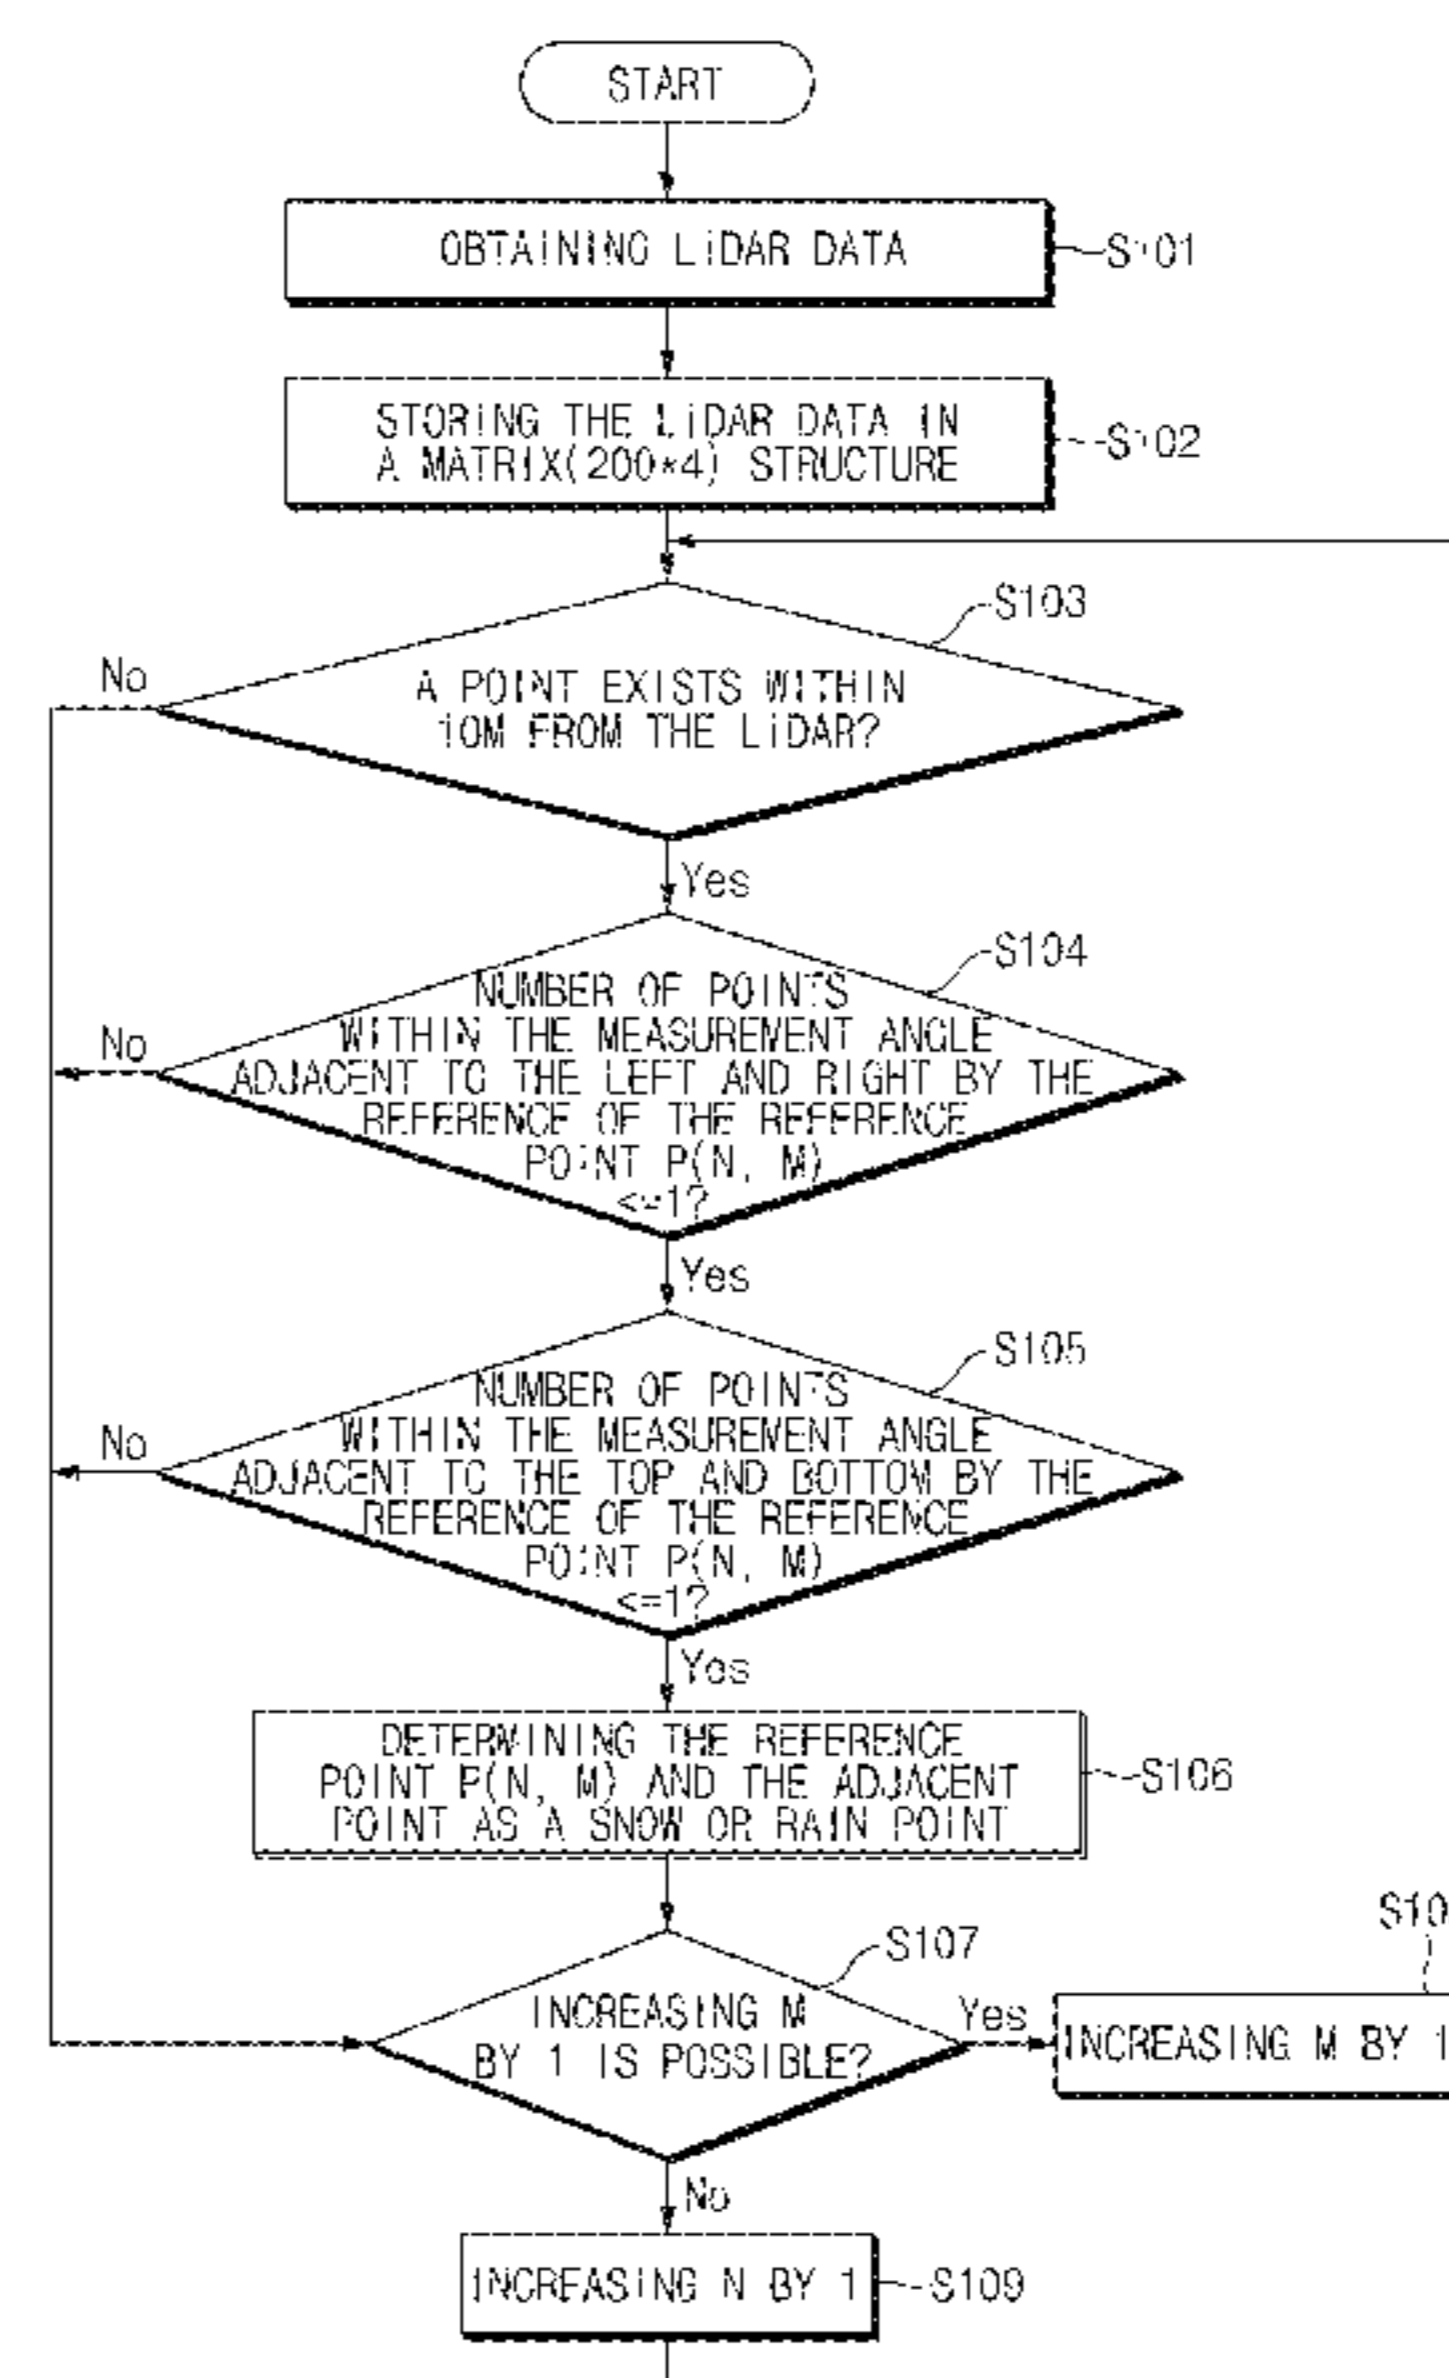 START
OBTAINING LiDAR DATA
S101
STORING THE LiDAR DATA IN
A MATRIX(200*4) STRUCTURE
S102
S103
No
A POINT EXISTS WITHIN
10M FROM THE LiDAR?
Yes
S104
No
NUMBER OF POINTS
WITHIN THE MEASUREMENT ANGLE
ADJACENT TO THE LEFT AND RIGHT BY THE
REFERENCE OF THE REFERENCE
POINT P(N, M)
<=1?
Yes
S105
No
NUMBER OF POINTS
WITHIN THE MEASUREMENT ANGLE
ADJACENT TO THE TOP AND BOTTOM BY THE
REFERENCE OF THE REFERENCE
POINT P(N, M)
<=1?
Yes
DETERMINING THE REFERENCE
POINT P(N, M) AND THE ADJACENT
POINT AS A SNOW OR RAIN POINT
S106
S107
INCREASING M
BY 1 IS POSSIBLE?
Yes
S10
INCREASING M BY 1
No
INCREASING N BY 1
S109